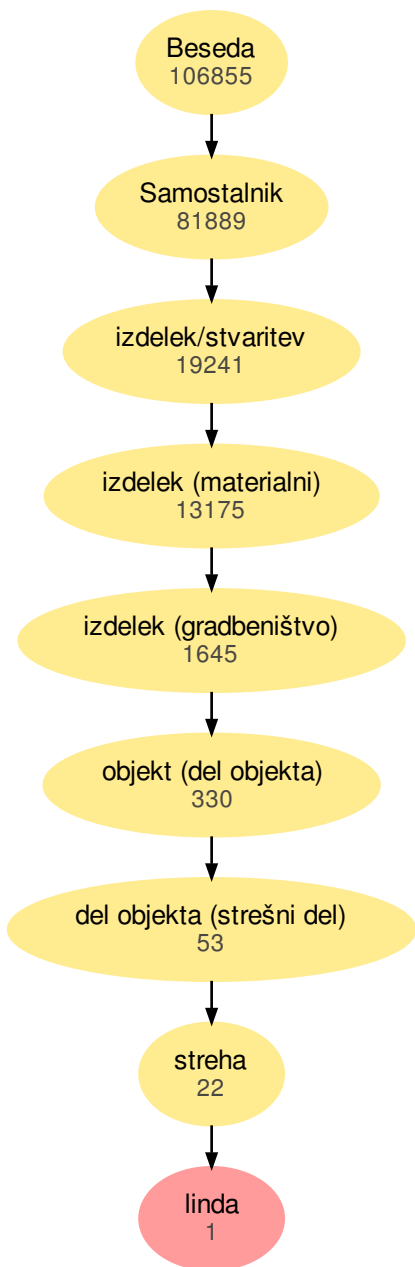 Beseda
106855
Samostalnik
81889
izdelek/stvaritev
19241
izdelek (materialni)
13175
izdelek (gradbeništvo)
1645
objekt (del objekta)
330
del objekta (strešni del)
53
streha
22
linda
1